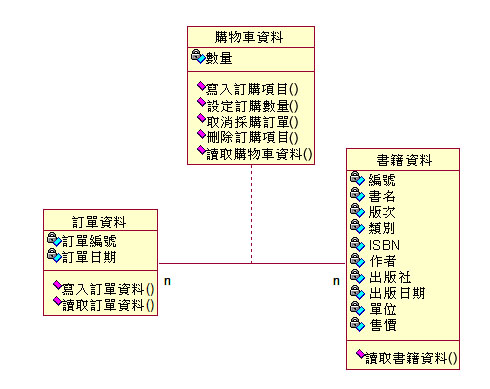 購物車資料
數量
寫入訂購項目()
設定訂購數量()
取消採購訂單()
刪除訂購項目()
讀取購物車資料()
訂單資料
訂單編號
訂單日期
寫入訂單資料()
讀取訂單資料()
n
n
書籍資料
編號
書名
版次
類別
ISBN
作者
出版社
出版日期
單位
售價
讀取書籍資料()